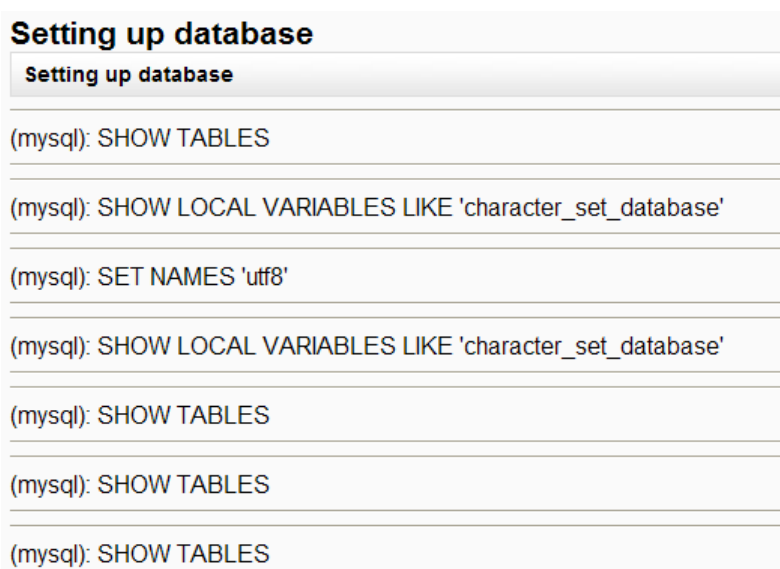 Setting up database
Setting up database
(mysql): SHOW TABLES
(mysql): SHOW LOCAL VARIABLES LIKE 'character_set_database'
(mysql): SET NAMES 'utf8'
(mysql): SHOW LOCAL VARIABLES LIKE 'character_set_database'
(mysql): SHOW TABLES
(mysql): SHOW TABLES
(mysql): SHOW TABLES